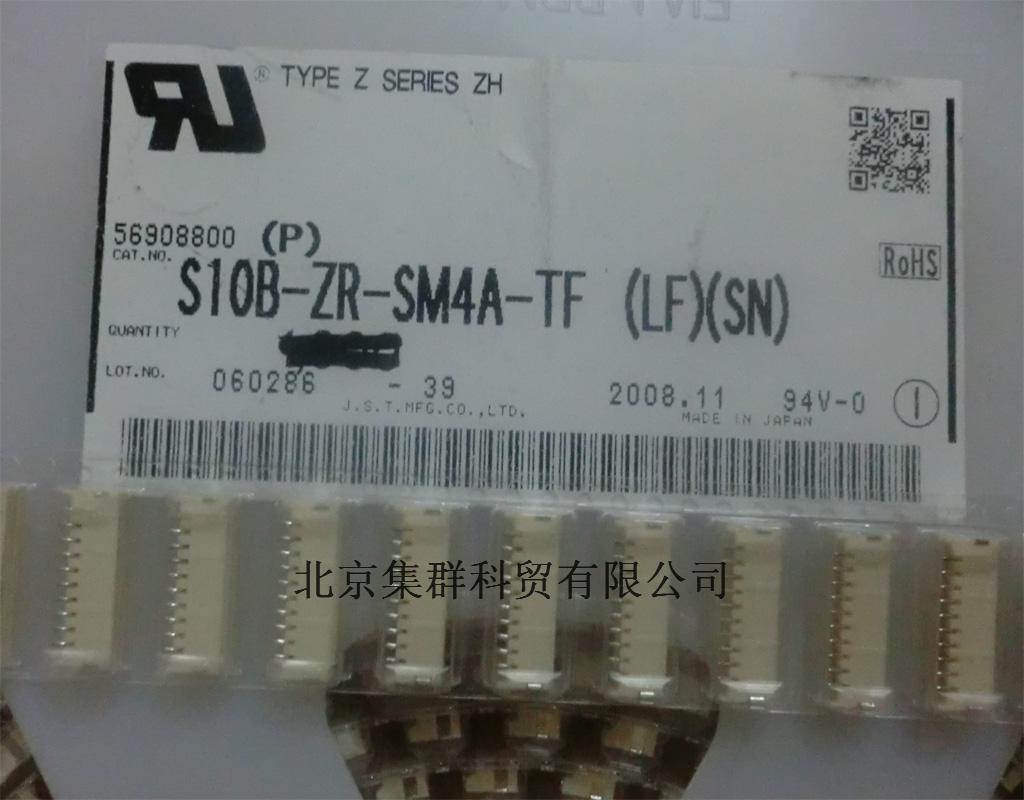 RU ® TYPE Z SERIES ZH
56908800 (P)
CAT.NO.
S10B-ZR-SM4A-TF (LF)(SN)
RoHS
QUANTITY
LOT.NO. 060286 - 39 2008.11 94V-0 1
J.S.T.MFG.CO.,LTD. MADE IN JAPAN
北京集群科贸有限公司